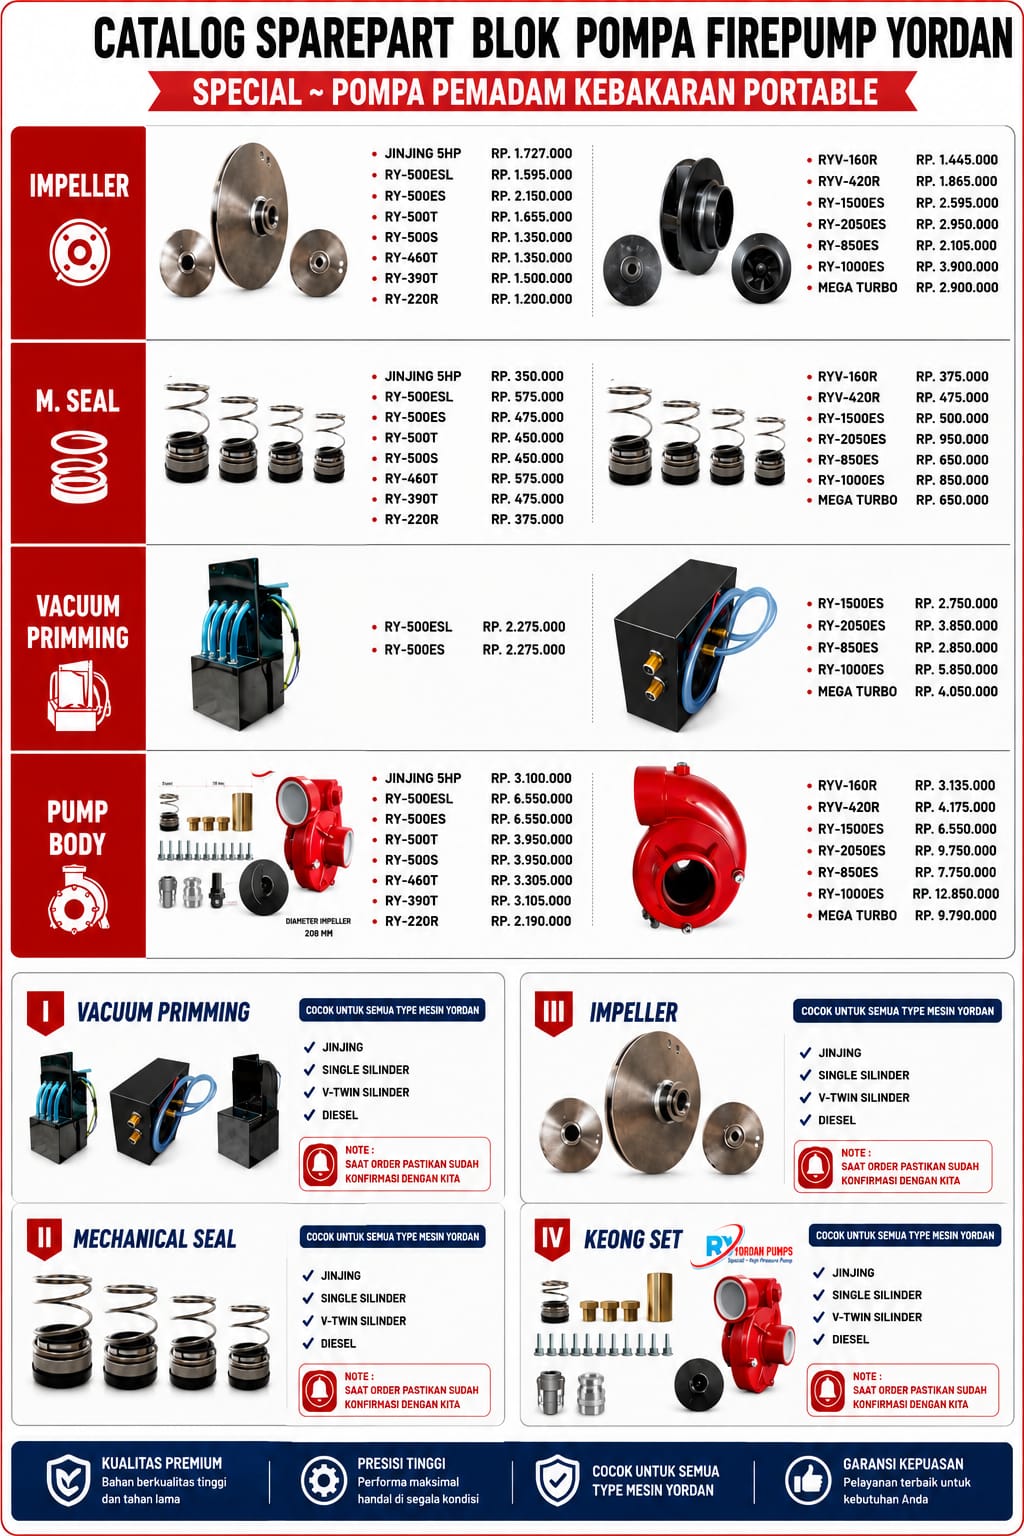 CATALOG SPAREPART BLOK POMPA FIREPUMP YORDAN
SPECIAL ~ POMPA PEMADAM KEBAKARAN PORTABLE
IMPELLER
• JINJING 5HP RP. 1.727.000
• RY-500ESL RP. 1.595.000
• RY-500ES RP. 2.150.000
• RY-500T RP. 1.655.000
• RY-500S RP. 1.350.000
• RY-460T RP. 1.350.000
• RY-390T RP. 1.500.000
• RY-220R RP. 1.200.000
• RYV-160R RP. 1.445.000
• RYV-420R RP. 1.865.000
• RY-1500ES RP. 2.595.000
• RY-2050ES RP. 2.950.000
• RY-850ES RP. 2.105.000
• RY-1000ES RP. 3.900.000
• MEGA TURBO RP. 2.900.000
M. SEAL
• JINJING 5HP RP. 350.000
• RY-500ESL RP. 575.000
• RY-500ES RP. 475.000
• RY-500T RP. 450.000
• RY-500S RP. 450.000
• RY-460T RP. 575.000
• RY-390T RP. 475.000
• RY-220R RP. 375.000
• RYV-160R RP. 375.000
• RYV-420R RP. 475.000
• RY-1500ES RP. 500.000
• RY-2050ES RP. 950.000
• RY-850ES RP. 650.000
• RY-1000ES RP. 850.000
• MEGA TURBO RP. 650.000
VACUUM
PRIMMING
• RY-500ESL RP. 2.275.000
• RY-500ES RP. 2.275.000
• RY-1500ES RP. 2.750.000
• RY-2050ES RP. 3.850.000
• RY-850ES RP. 2.850.000
• RY-1000ES RP. 5.850.000
• MEGA TURBO RP. 4.050.000
PUMP
BODY
DIAMETER IMPELLER
208 MM
• JINJING 5HP RP. 3.100.000
• RY-500ESL RP. 6.550.000
• RY-500ES RP. 6.550.000
• RY-500T RP. 3.950.000
• RY-500S RP. 3.950.000
• RY-460T RP. 3.305.000
• RY-390T RP. 3.105.000
• RY-220R RP. 2.190.000
• RYV-160R RP. 3.135.000
• RYV-420R RP. 4.175.000
• RY-1500ES RP. 6.550.000
• RY-2050ES RP. 9.750.000
• RY-850ES RP. 7.750.000
• RY-1000ES RP. 12.850.000
• MEGA TURBO RP. 9.790.000
I VACUUM PRIMMING
COCOK UNTUK SEMUA TYPE MESIN YORDAN
✓ JINJING
✓ SINGLE SILINDER
✓ V-TWIN SILINDER
✓ DIESEL
NOTE :
SAAT ORDER PASTIKAN SUDAH
KONFIRMASI DENGAN KITA
III IMPELLER
COCOK UNTUK SEMUA TYPE MESIN YORDAN
✓ JINJING
✓ SINGLE SILINDER
✓ V-TWIN SILINDER
✓ DIESEL
NOTE :
SAAT ORDER PASTIKAN SUDAH
KONFIRMASI DENGAN KITA
II MECHANICAL SEAL
COCOK UNTUK SEMUA TYPE MESIN YORDAN
✓ JINJING
✓ SINGLE SILINDER
✓ V-TWIN SILINDER
✓ DIESEL
NOTE :
SAAT ORDER PASTIKAN SUDAH
KONFIRMASI DENGAN KITA
IV KEONG SET
RY YORDAN PUMPS
Spesialis ~ High Pressure Pump
COCOK UNTUK SEMUA TYPE MESIN YORDAN
✓ JINJING
✓ SINGLE SILINDER
✓ V-TWIN SILINDER
✓ DIESEL
NOTE :
SAAT ORDER PASTIKAN SUDAH
KONFIRMASI DENGAN KITA
KUALITAS PREMIUM
Bahan berkualitas tinggi
dan tahan lama
PRESISI TINGGI
Performa maksimal
handal di segala kondisi
COCOK UNTUK SEMUA
TYPE MESIN YORDAN
GARANSI KEPUASAN
Pelayanan terbaik untuk
kebutuhan Anda